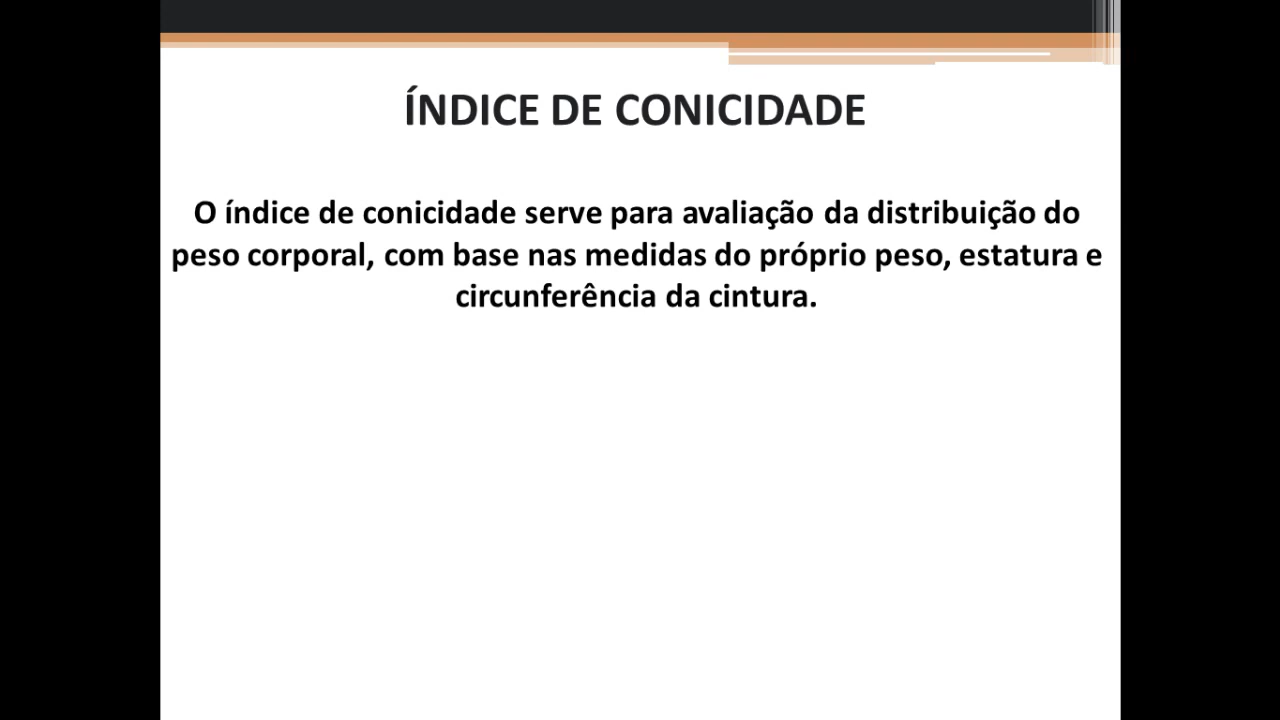 ÍNDICE DE CONICIDADE
O índice de conicidade serve para avaliação da distribuição do
peso corporal, com base nas medidas do próprio peso, estatura e
circunferência da cintura.